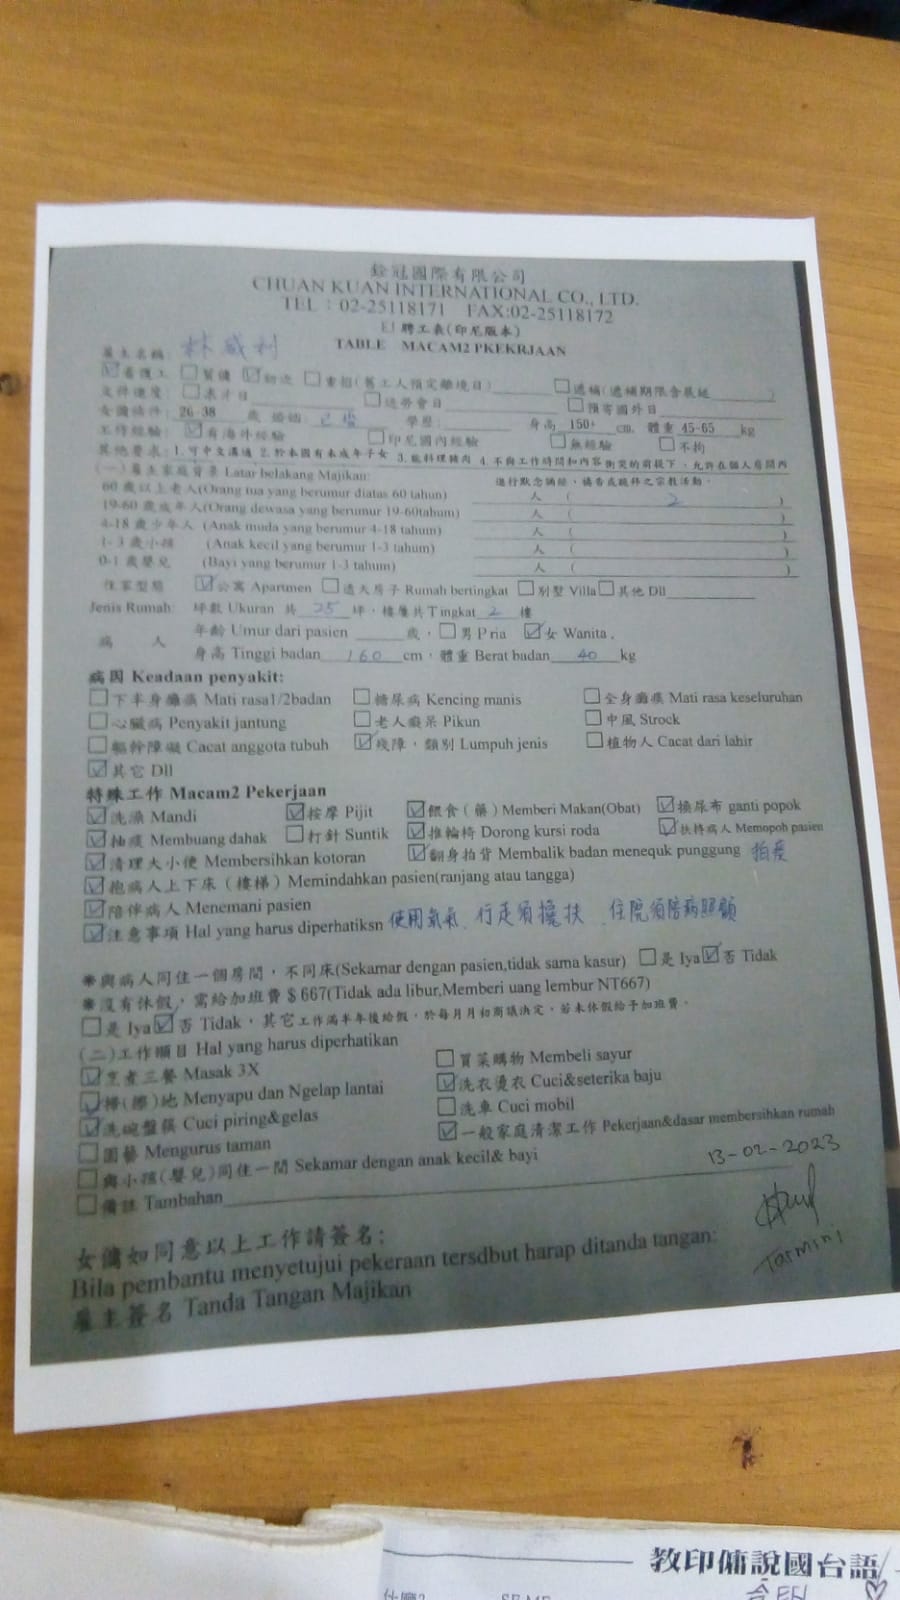 銓冠國際有限公司
CHUAN KUAN INTERNATIONAL CO., LTD.
TEL：02-25118171 FAX:02-25118172
聘工表(印尼版本)
TABLE MACAM2 PKEKRJAAN
雇主名稱: 林威利
☑看護工 □幫傭 ☑初次 □重招(舊工人預定離境日) □遞補(遞補期限含展延 )
文件進度: □求才日 □送勞會日 □預寄國外日
女傭條件: 26-38 歲 婚姻: 已婚 學歷: 身高 150+ cm, 體重 45-65 kg
工作經驗: ☑有海外經驗 □印尼國內經驗 □無經驗 □不拘
其他要求: 1.可中文溝通 2.於本國有未成年子女 3.能料理豬肉 4.不與工作時間和內容衝突的前提下，允許在個人房間內
進行默念誦經、禱告或跪拜之宗教活動。
(一)雇主家庭背景 Latar belakang Majikan:
60歲以上老人(Orang tua yang berumur diatas 60 tahun) 人 ( 2 )
19-60歲成年人(Orang dewasa yang berumur 19-60tahum) 人 ( )
4-18歲少年人 (Anak muda yang berumur 4-18 tahum) 人 ( )
1-3歲小孩 (Anak kecil yang berumur 1-3 tahum) 人 ( )
0-1歲嬰兒 (Bayi yang berumur 1-3 tahum) 人 ( )
住家型態 ☑公寓 Apartmen □透天房子 Rumah bertingkat □別墅 Villa □其他 Dll
Jenis Rumah: 坪數 Ukuran 共 25 坪，樓層共Tingkat 2 樓
病 人 年齡 Umur dari pasien 歲，□男 Pria ☑女 Wanita，
身高 Tinggi badan 160 cm，體重 Berat badan 40 kg
病因 Keadaan penyakit:
□下半身癱瘓 Mati rasa1/2badan □糖尿病 Kencing manis □全身癱瘓 Mati rasa keseluruhan
□心臟病 Penyakit jantung □老人癡呆 Pikun □中風 Strock
□軀幹障礙 Cacat anggota tubuh ☑殘障，類別 Lumpuh jenis □植物人 Cacat dari lahir
☑其它 Dll
特殊工作 Macam2 Pekerjaan
☑洗澡 Mandi ☑按摩 Pijit ☑餵食(藥) Memberi Makan(Obat) ☑換尿布 ganti popok
☑抽痰 Membuang dahak □打針 Suntik ☑推輪椅 Dorong kursi roda ☑扶持病人 Memopoh pasien
☑清理大小便 Membersihkan kotoran ☑翻身拍背 Membalik badan menequk punggung 拍痰
☑抱病人上下床(樓梯) Memindahkan pasien(ranjang atau tangga)
☑陪伴病人 Menemani pasien
☑注意事項 Hal yang harus diperhatiksn 使用氧氣、行走須攙扶、住院須陪病照顧
※與病人同住一個房間，不同床(Sekamar dengan pasien,tidak sama kasur) □是 Iya ☑否 Tidak
※沒有休假，需給加班費 $ 667(Tidak ada libur,Memberi uang lembur NT667)
□是 Iya ☑否 Tidak，其它工作滿半年後給假，於每月月初商議決定，若未休假給予加班費。
(二)工作項目 Hal yang harus diperhatikan
☑烹煮三餐 Masak 3X □買菜購物 Membeli sayur
☑掃(擦)地 Menyapu dan Ngelap lantai ☑洗衣燙衣 Cuci&seterika baju
☑洗碗盤筷 Cuci piring&gelas □洗車 Cuci mobil
□園藝 Mengurus taman ☑一般家庭清潔工作 Pekerjaan&dasar membersihkan rumah
□與小孩(嬰兒)同住一間 Sekamar dengan anak kecil& bayi
□備註 Tambahan
13-02-2023
女傭如同意以上工作請簽名:
Bila pembantu menyetujui pekeraan tersdbut harap ditanda tangan:
Tarmini
雇主簽名 Tanda Tangan Majikan
教印傭說國台語